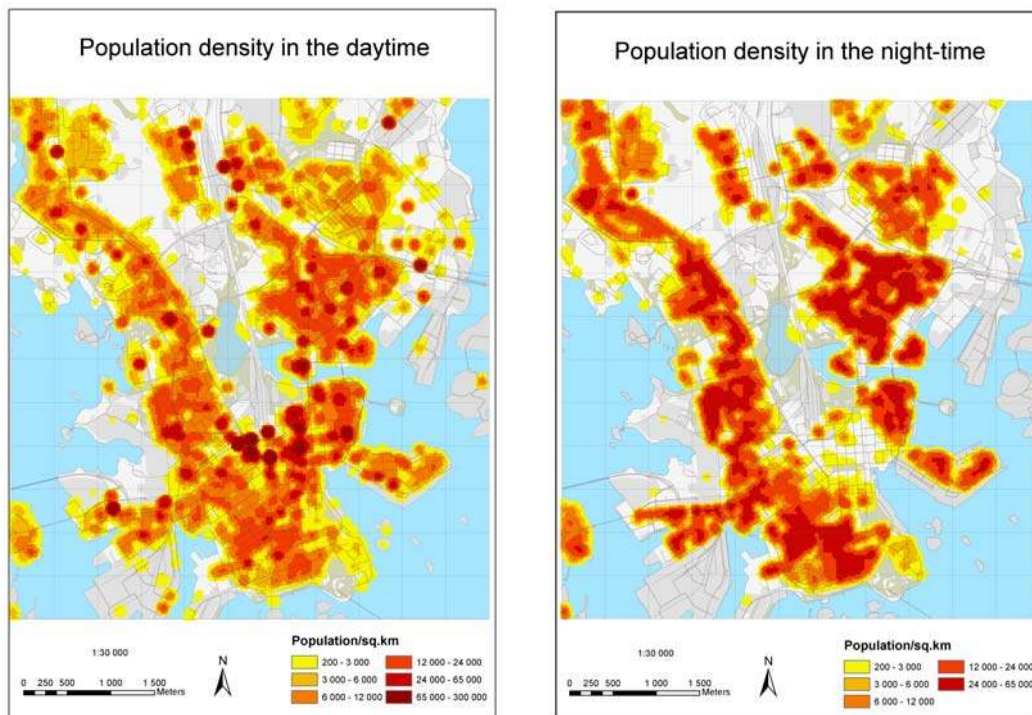 Population density in the daytime
1:30 000
0 250 500 1 000 1 500
Meters
N
Population/sq.km
200 - 3 000
3 000 - 6 000
6 000 - 12 000
12 000 - 24 000
24 000 - 65 000
65 000 - 300 000
Population density in the night-time
1:30 000
0 250 500 1 000 1 500
Meters
N
Population/sq.km
200 - 3 000
3 000 - 6 000
6 000 - 12 000
12 000 - 24 000
24 000 - 65 000